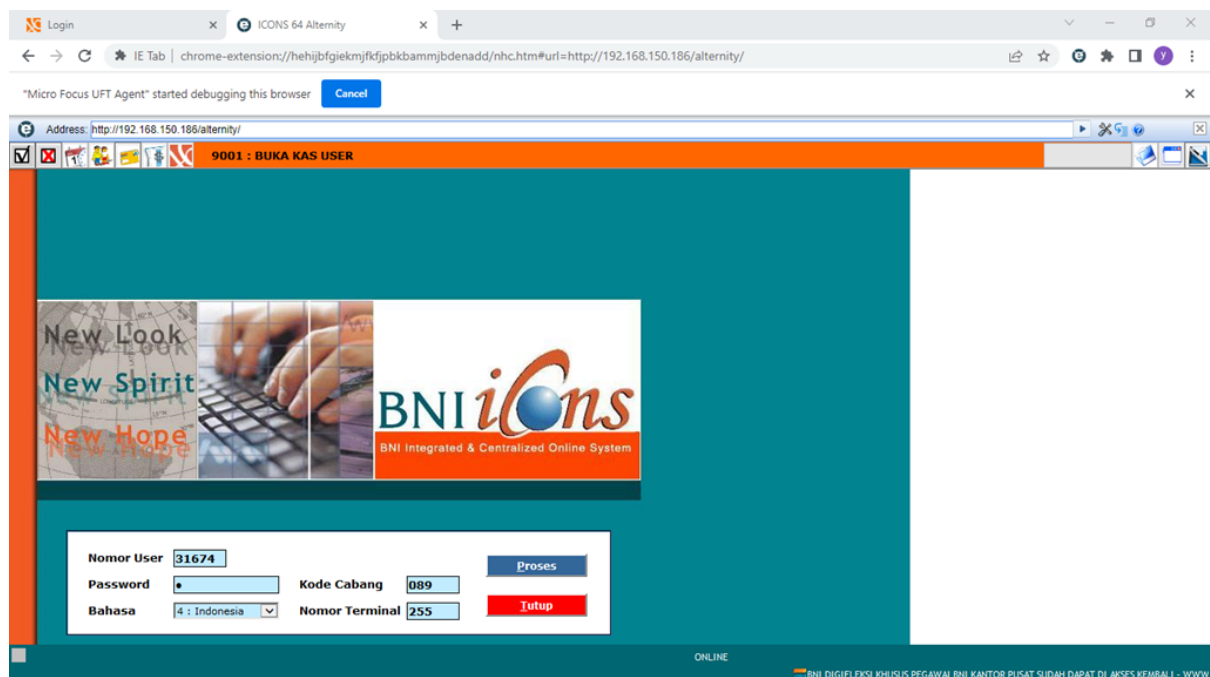 Login
ICONS 64 Alternity
IE Tab | chrome-extension://hehijbfgiekmjfkfjpbkbammjbdenadd/nhc.htm#url=http://192.168.150.186/alternity/
"Micro Focus UFT Agent" started debugging this browser Cancel
Address: http://192.168.150.186/alternity/
9001 : BUKA KAS USER
New Look
New Spirit
New Hope
BNI icons
BNI Integrated & Centralized Online System
Nomor User 31674
Proses
Password Kode Cabang 089
Bahasa 4 : Indonesia Nomor Terminal 255
Tutup
ONLINE
BNI DIGIFLEKSI KHUSUS PEGAWAI BNI KANTOR PUSAT SUDAH DAPAT DI AKSES KEMBALI - WWW